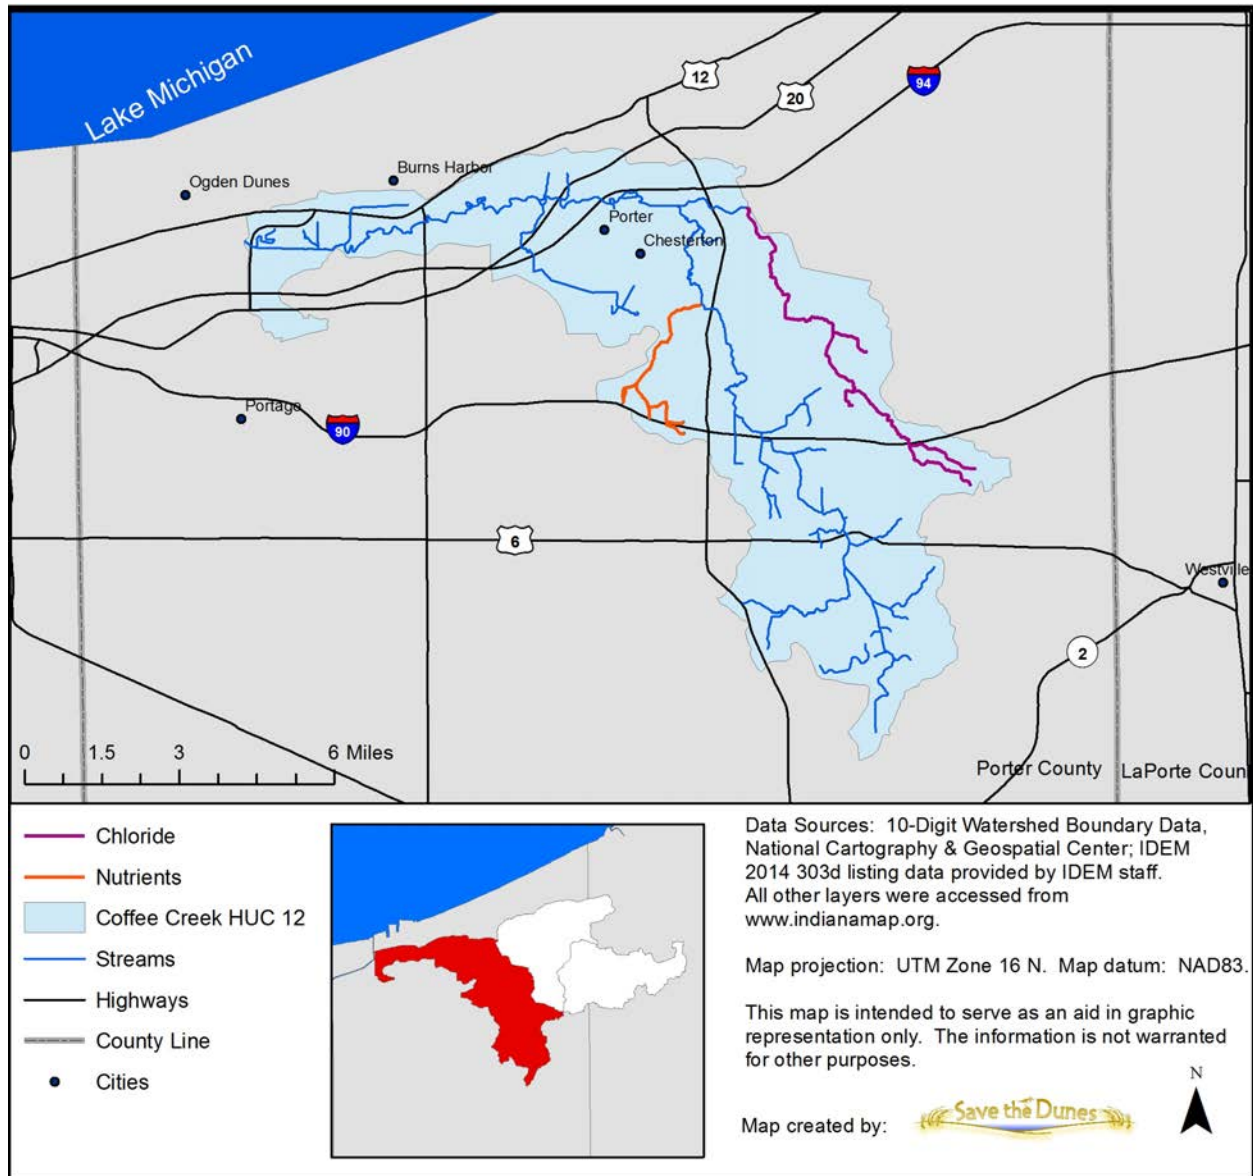 Lake Michigan
12
20
94
Burns Harbor
Ogden Dunes
Porter
Chesterton
Portage
90
6
Westville
2
0 1.5 3 6 Miles
Porter County
LaPorte Coun
Chloride
Nutrients
Coffee Creek HUC 12
Streams
Highways
County Line
Cities
Data Sources: 10-Digit Watershed Boundary Data,
National Cartography & Geospatial Center; IDEM
2014 303d listing data provided by IDEM staff.
All other layers were accessed from
www.indianamap.org.
Map projection: UTM Zone 16 N. Map datum: NAD83.
This map is intended to serve as an aid in graphic
representation only. The information is not warranted
for other purposes.
N
Map created by:
Save the Dunes